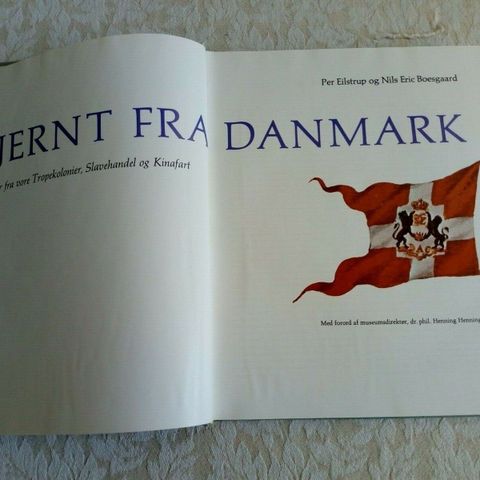 Per Eilstrup og Nils Eric Boesgaard
JERNT FRA DANMARK
r fra vore Tropekolonier, Slavehandel og Kinafart
Med forord af museumsdirektør, dr. phil. Henning Henning